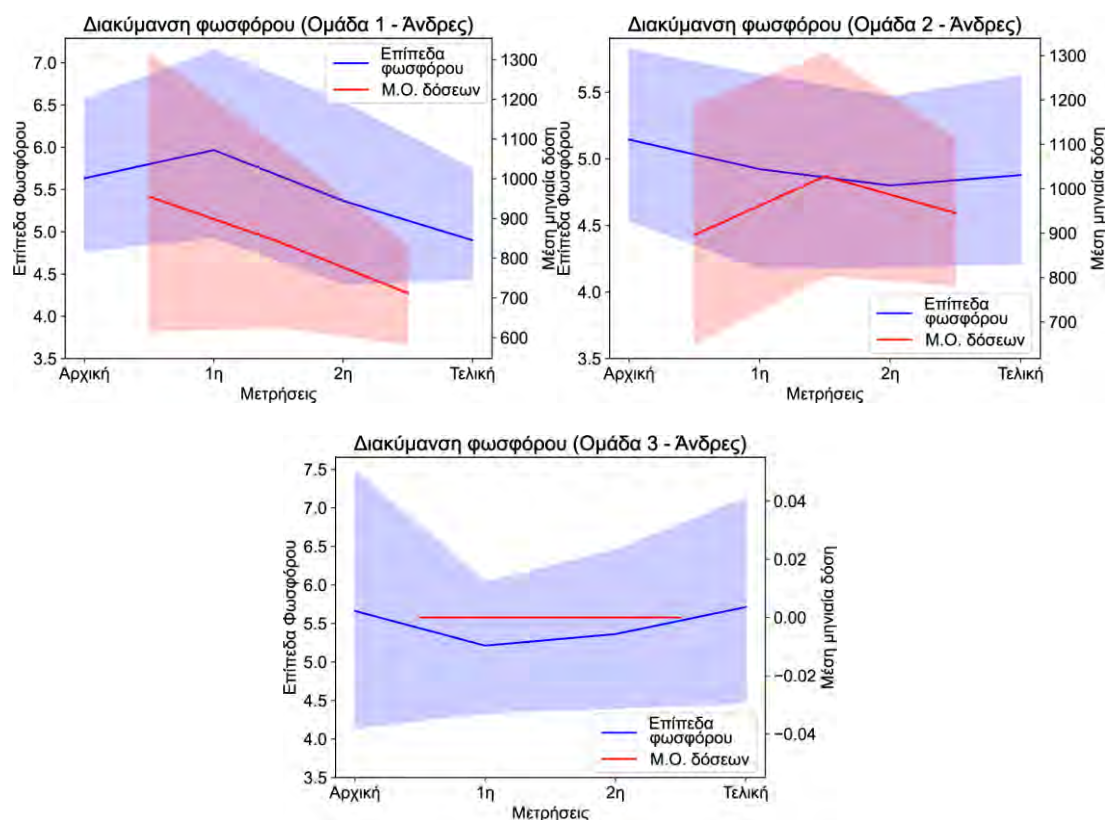 Διακύμανση φωσφόρου (Ομάδα 1 - Άνδρες)
Επίπεδα Φωσφόρου
7.0
6.5
6.0
5.5
5.0
4.5
4.0
3.5
Επίπεδα
φωσφόρου
Μ.Ο. δόσεων
1300
1200
1100
1000
900
800
700
600
Μέση μηνιαία δόση
Αρχική
1η
2η
Τελική
Μετρήσεις
Διακύμανση φωσφόρου (Ομάδα 2 - Άνδρες)
Επίπεδα Φωσφόρου
5.5
5.0
4.5
4.0
3.5
1300
1200
1100
1000
900
800
700
Μέση μηνιαία δόση
Επίπεδα
φωσφόρου
Μ.Ο. δόσεων
Αρχική
1η
2η
Τελική
Μετρήσεις
Διακύμανση φωσφόρου (Ομάδα 3 - Άνδρες)
Επίπεδα Φωσφόρου
7.5
7.0
6.5
6.0
5.5
5.0
4.5
4.0
3.5
0.04
0.02
0.00
−0.02
−0.04
Μέση μηνιαία δόση
Επίπεδα
φωσφόρου
Μ.Ο. δόσεων
Αρχική
1η
2η
Τελική
Μετρήσεις